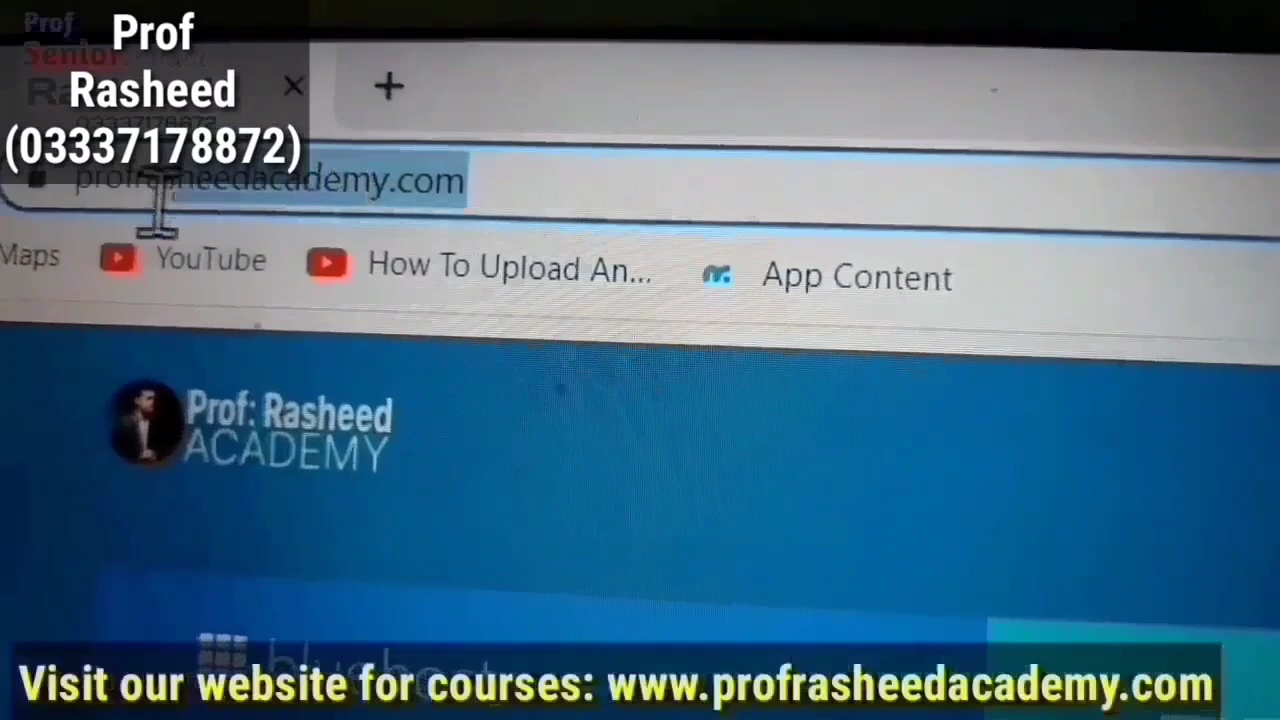 Prof
Rasheed
(03337178872)
profrasheedacademy.com
Maps
YouTube
How To Upload An...
App Content
Prof: Rasheed
ACADEMY
bluehost
Visit our website for courses: www.profrasheedacademy.com